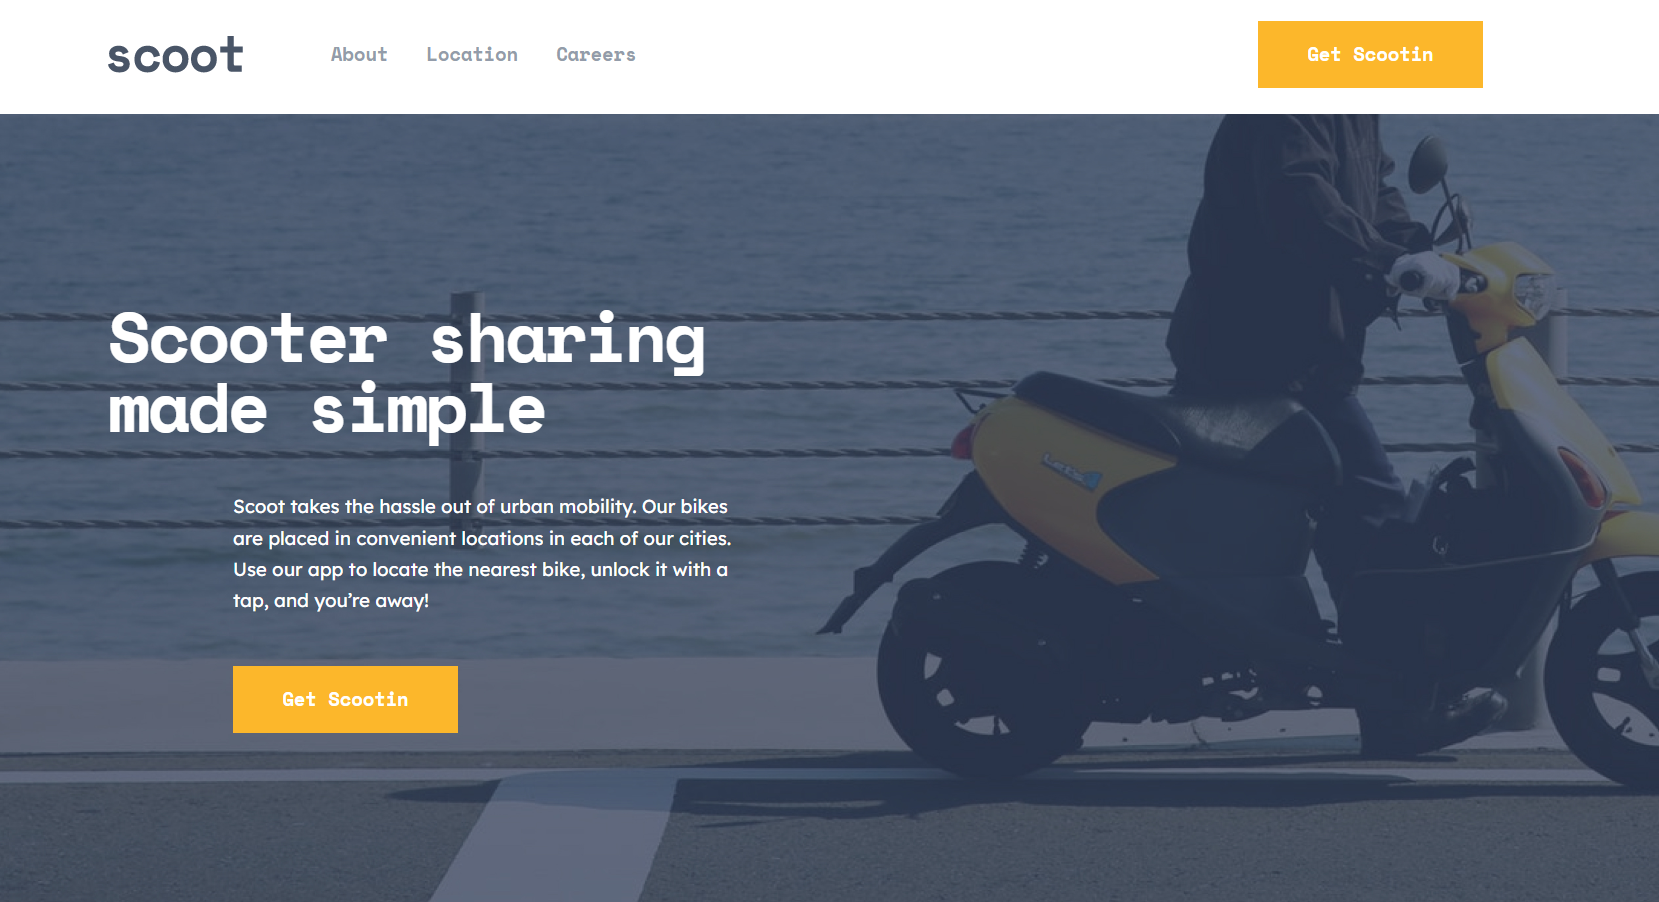 scoot
About Location Careers
Get Scootin
Scooter sharing
made simple
Scoot takes the hassle out of urban mobility. Our bikes
are placed in convenient locations in each of our cities.
Use our app to locate the nearest bike, unlock it with a
tap, and you’re away!
Get Scootin